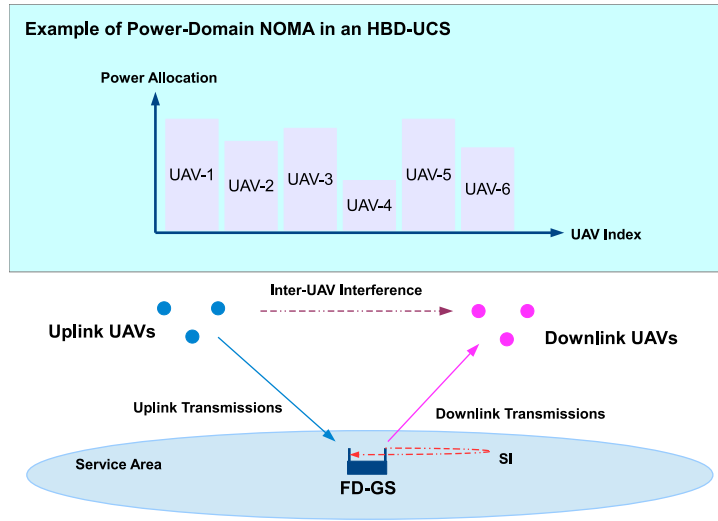 Example of Power-Domain NOMA in an HBD-UCS
Power Allocation
UAV-1
UAV-2
UAV-3
UAV-4
UAV-5
UAV-6
UAV Index
Inter-UAV Interference
Uplink UAVs
Downlink UAVs
Uplink Transmissions
Downlink Transmissions
Service Area
SI
FD-GS